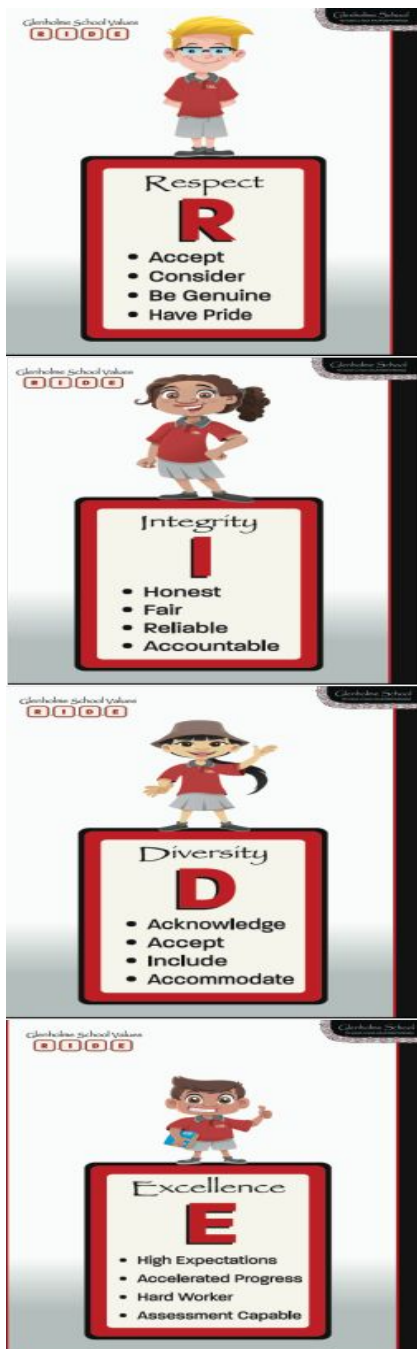 Glenholme School Values
R I D E
Glenholme School
Respect
R
• Accept
• Consider
• Be Genuine
• Have Pride
Glenholme School Values
R I D E
Glenholme School
Integrity
I
• Honest
• Fair
• Reliable
• Accountable
Glenholme School Values
R I D E
Glenholme School
Diversity
D
• Acknowledge
• Accept
• Include
• Accommodate
Glenholme School Values
R I D E
Glenholme School
Excellence
E
• High Expectations
• Accelerated Progress
• Hard Worker
• Assessment Capable